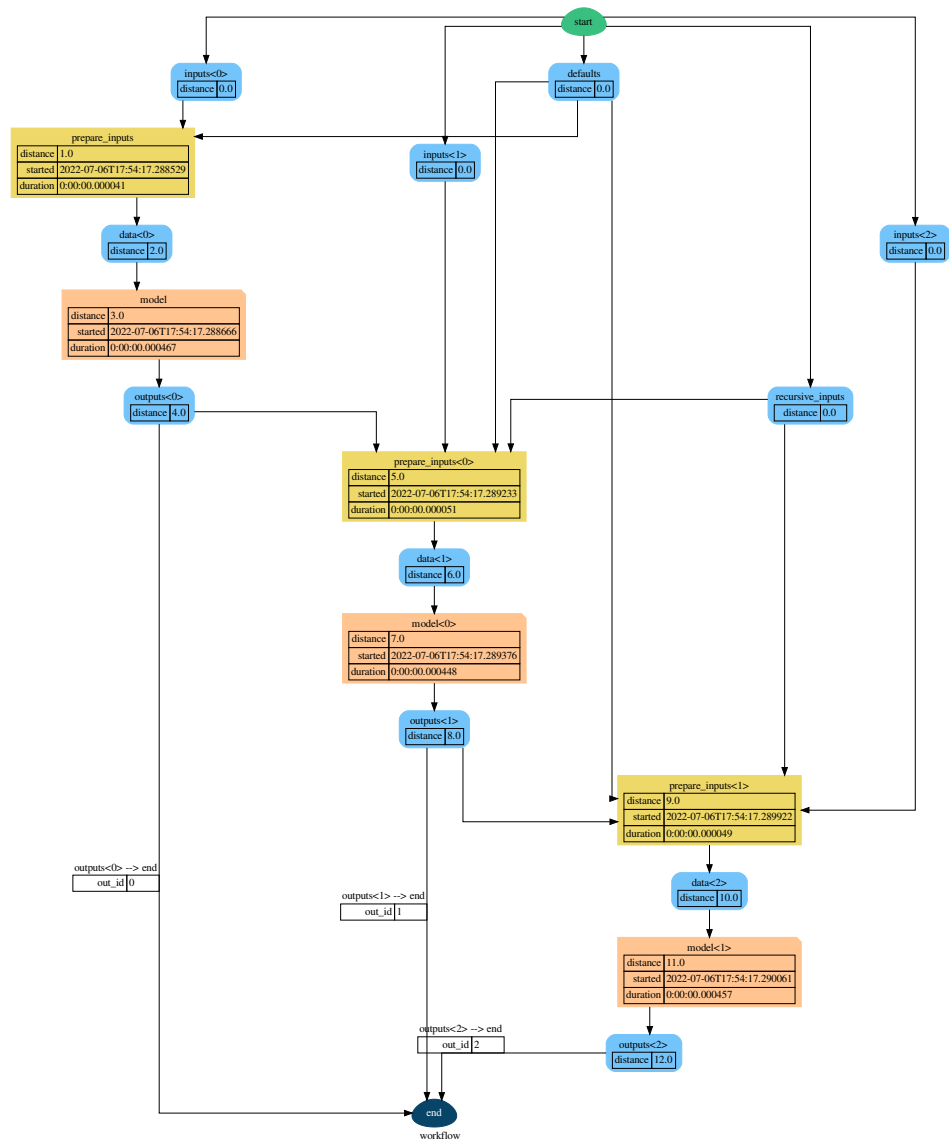 start
inputs<0>
distance 0.0
defaults
distance 0.0
prepare_inputs
distance 1.0
started 2022-07-06T17:54:17.288529
duration 0:00:00.000041
inputs<1>
distance 0.0
data<0>
distance 2.0
inputs<2>
distance 0.0
model
distance 3.0
started 2022-07-06T17:54:17.288666
duration 0:00:00.000467
outputs<0>
distance 4.0
recursive_inputs
distance 0.0
prepare_inputs<0>
distance 5.0
started 2022-07-06T17:54:17.289233
duration 0:00:00.000051
data<1>
distance 6.0
model<0>
distance 7.0
started 2022-07-06T17:54:17.289376
duration 0:00:00.000448
outputs<1>
distance 8.0
prepare_inputs<1>
distance 9.0
started 2022-07-06T17:54:17.289922
duration 0:00:00.000049
outputs<0> --> end
out_id 0
data<2>
distance 10.0
outputs<1> --> end
out_id 1
model<1>
distance 11.0
started 2022-07-06T17:54:17.290061
duration 0:00:00.000457
outputs<2> --> end
out_id 2
outputs<2>
distance 12.0
end
workflow